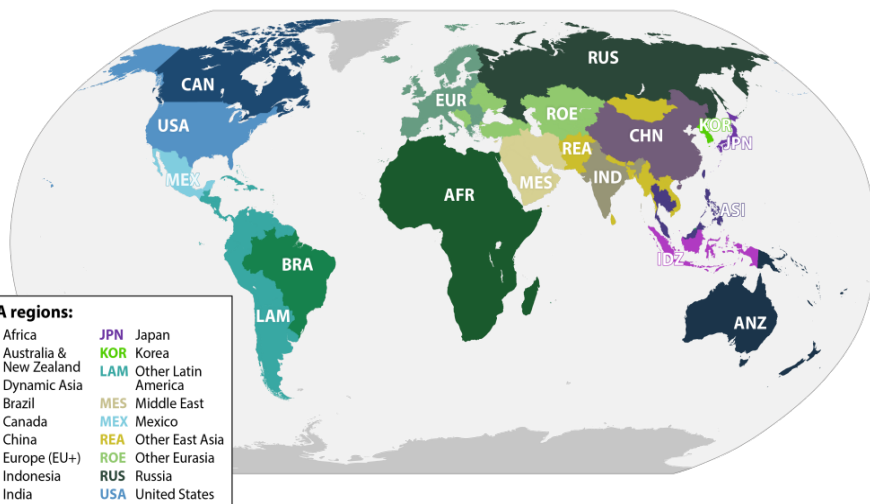 CAN
RUS
EUR
ROE
USA
KOR
CHN
JPN
REA
MEX
MES
IND
AFR
ASI
IDZ
BRA
LAM
ANZ
A regions:
Africa
Australia &
New Zealand
Dynamic Asia
Brazil
Canada
China
Europe (EU+)
Indonesia
India
JPN Japan
KOR Korea
LAM Other Latin
America
MES Middle East
MEX Mexico
REA Other East Asia
ROE Other Eurasia
RUS Russia
USA United States